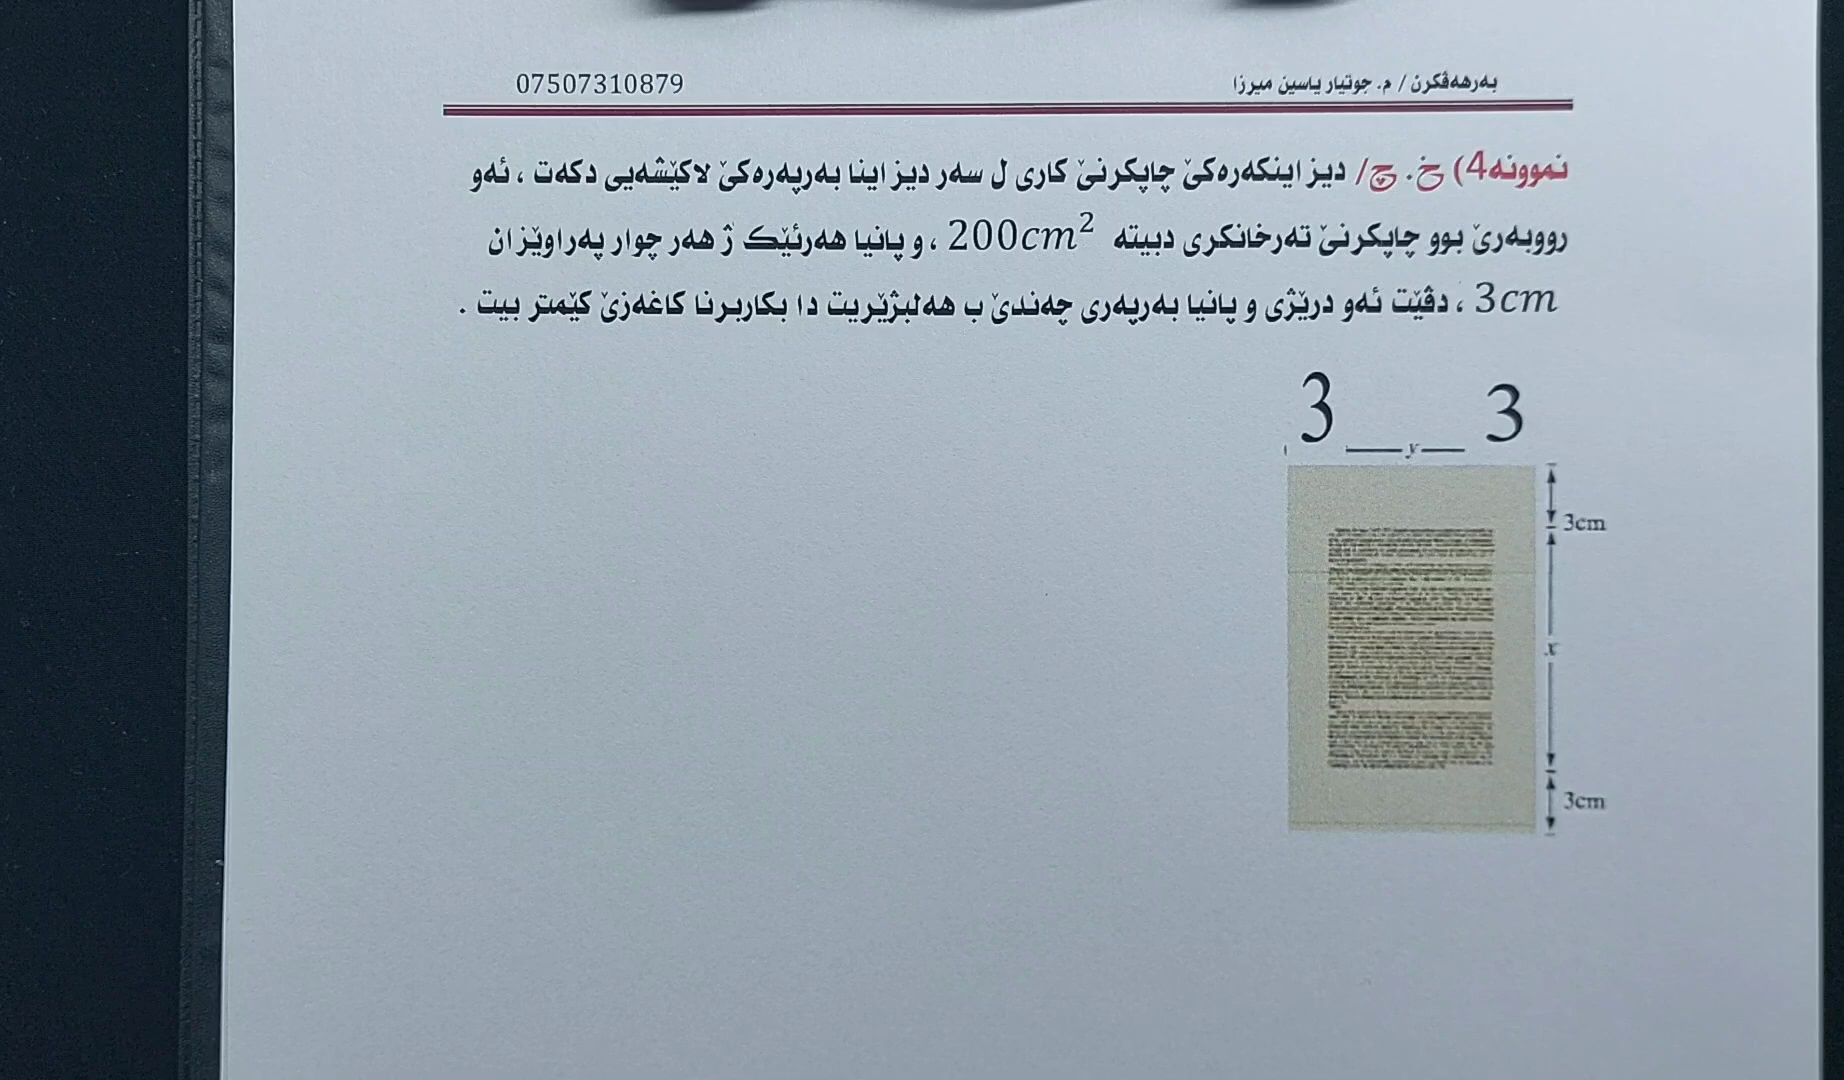 بەرهەڤکرن / م. جوتیار یاسین میرزا 07507310879
نموونە4) خ. چ/ دیزاینکەرەکێ چاپکرنێ کاری ل سەر دیزاینا بەرپەرەکێ لاکێشەیی دکەت ، ئەو
رووبەرێ بوو چاپکرنێ تەرخانکری دبیتە 200cm² ، و پانیا هەرئێک ژ هەر چوار پەراوێزان
3cm ، دڤێت ئەو درێژی و پانیا بەرپەری چەندێ ب هەلبژێریت دا بکاربرنا کاغەزێ کێمتر بیت .
3 3
y
3cm
x
3cm